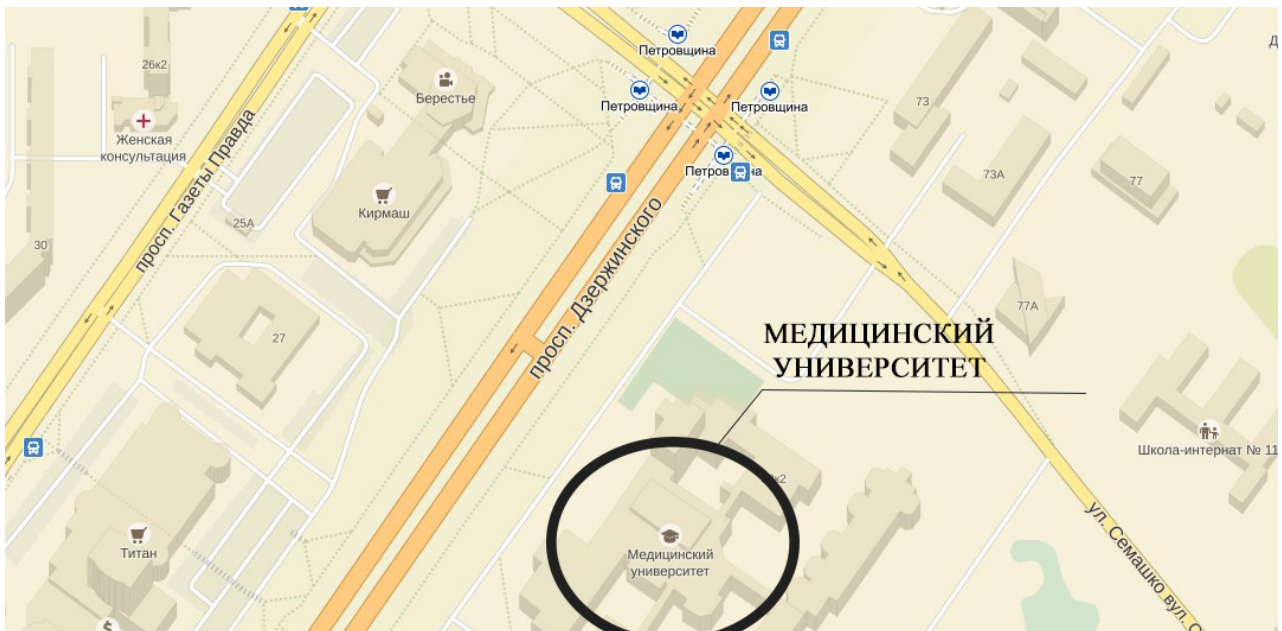 26к2
Женская
консультация
30
просп. Газеты Правда
25А
Берестье
Кирмаш
27
Титан
Петровщина
Петровщина
Петровщина
просп. Дзержинского
73
73А
77
77А
МЕДИЦИНСКИЙ
УНИВЕРСИТЕТ
Медицинский
университет
Школа-интернат № 11
ул. Семашко вул. С